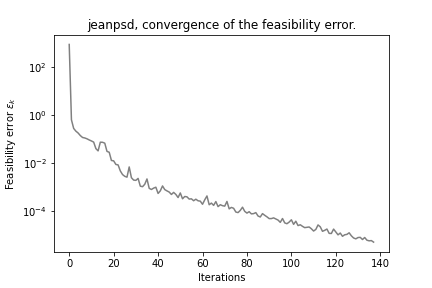 jeanpsd, convergence of the feasibility error.
10²
10⁰
10⁻²
10⁻⁴
Feasibility error εₖ
0 20 40 60 80 100 120 140
Iterations